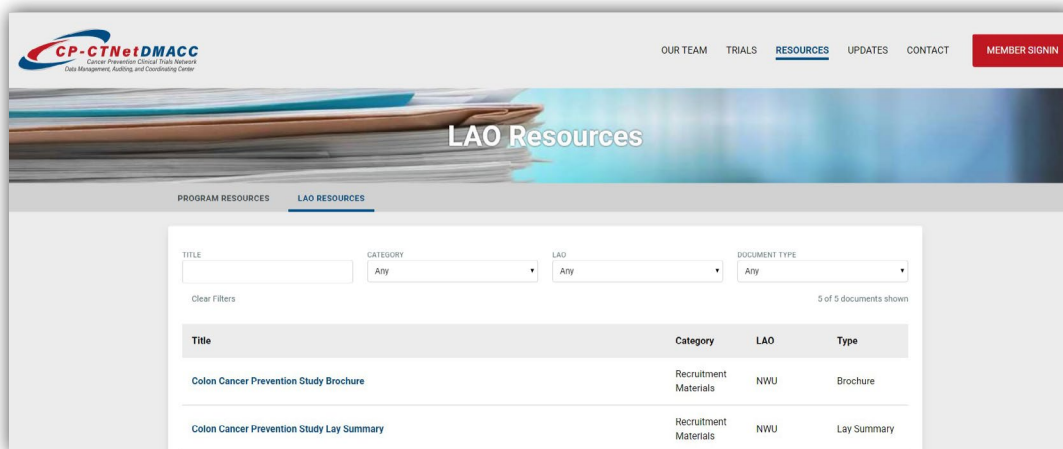 CP-CTNetDMACC
Cancer Prevention Clinical Trials Network
Data Management, Auditing, and Coordinating Center
OUR TEAM TRIALS RESOURCES UPDATES CONTACT MEMBER SIGNIN
LAO Resources
PROGRAM RESOURCES LAO RESOURCES
TITLE CATEGORY LAO DOCUMENT TYPE
Any Any Any
Clear Filters 5 of 5 documents shown
Title Category LAO Type
Colon Cancer Prevention Study Brochure Recruitment Materials NWU Brochure
Colon Cancer Prevention Study Lay Summary Recruitment Materials NWU Lay Summary